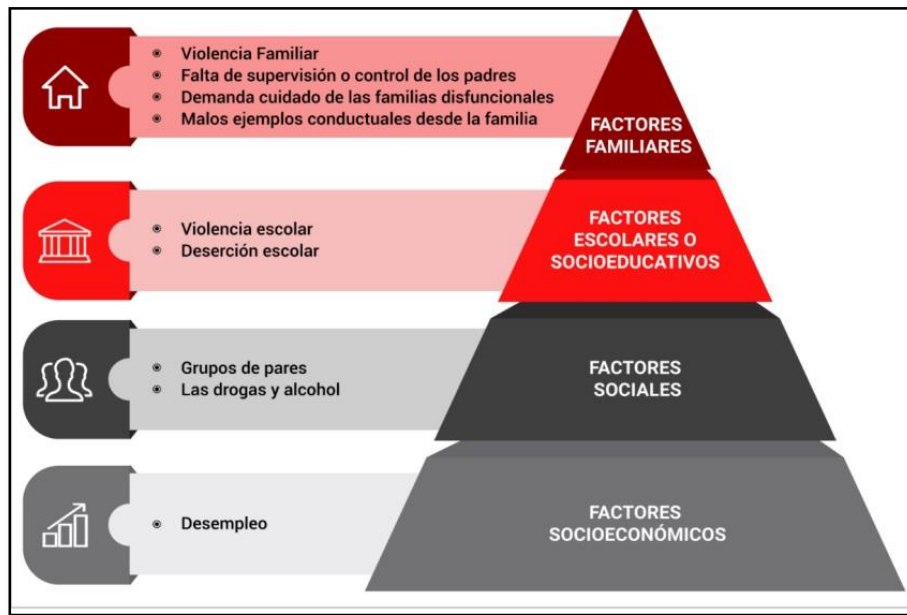 Violencia Familiar
Falta de supervisión o control de los padres
Demanda cuidado de las familias disfuncionales
Malos ejemplos conductuales desde la familia
FACTORES
FAMILIARES
Violencia escolar
Deserción escolar
FACTORES
ESCOLARES O
SOCIOEDUCATIVOS
Grupos de pares
Las drogas y alcohol
FACTORES
SOCIALES
Desempleo
FACTORES
SOCIOECONÓMICOS